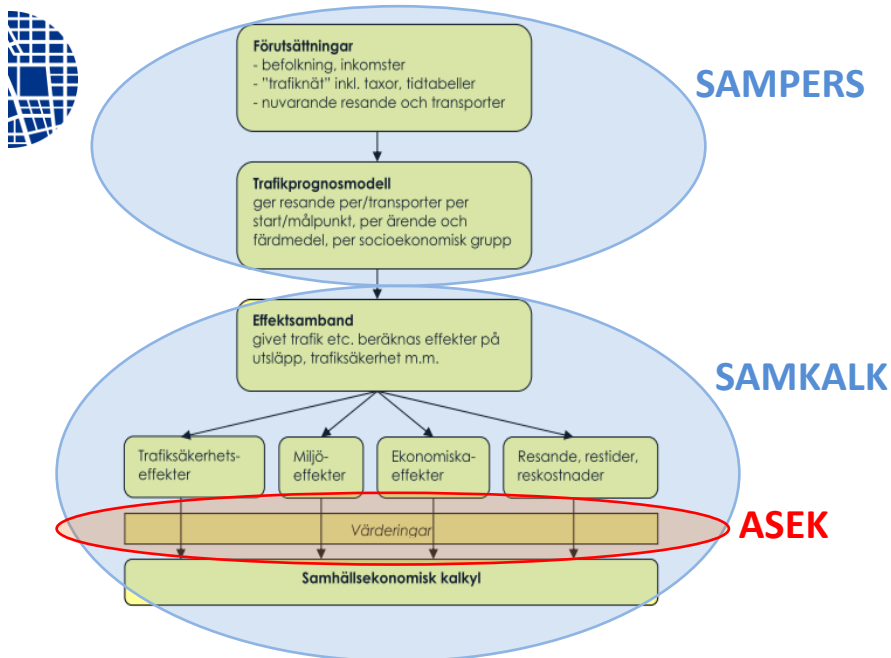 Förutsättningar
- befolkning, inkomster
- "trafiknät" inkl. taxor, tidtabeller
- nuvarande resande och transporter
SAMPERS
Trafikprognosmodell
ger resande per/transporter per
start/målpunkt, per ärende och
färdmedel, per socioekonomisk grupp
Effektsamband
givet trafik etc. beräknas effekter på
utsläpp, trafiksäkerhet m.m.
SAMKALK
Trafiksäkerhets-
effekter
Miljö-
effekter
Ekonomiska-
effekter
Resande, restider,
reskostnader
Värderingar
ASEK
Samhällsekonomisk kalkyl